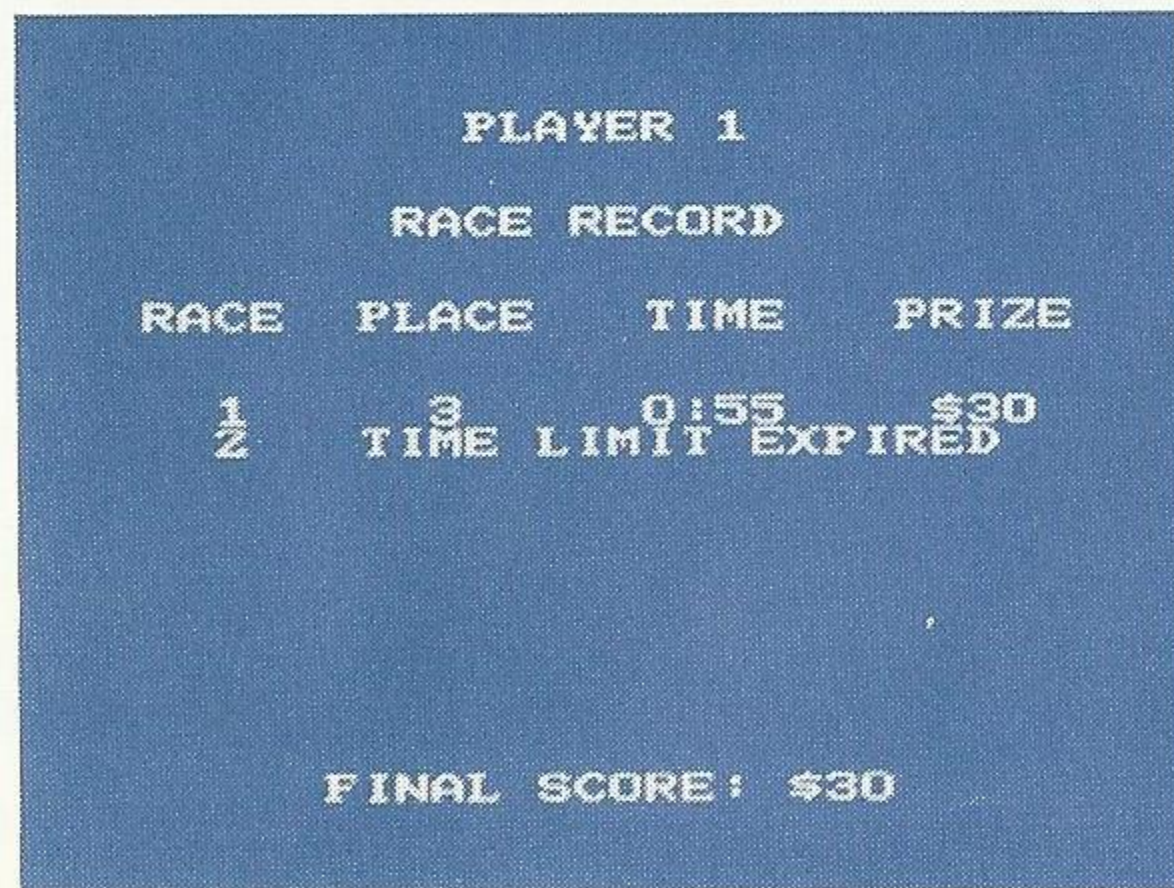 PLAYER 1
RACE RECORD
RACE PLACE TIME PRIZE
1 3 0:55 $30
2 TIME LIMIT EXPIRED
FINAL SCORE: $30